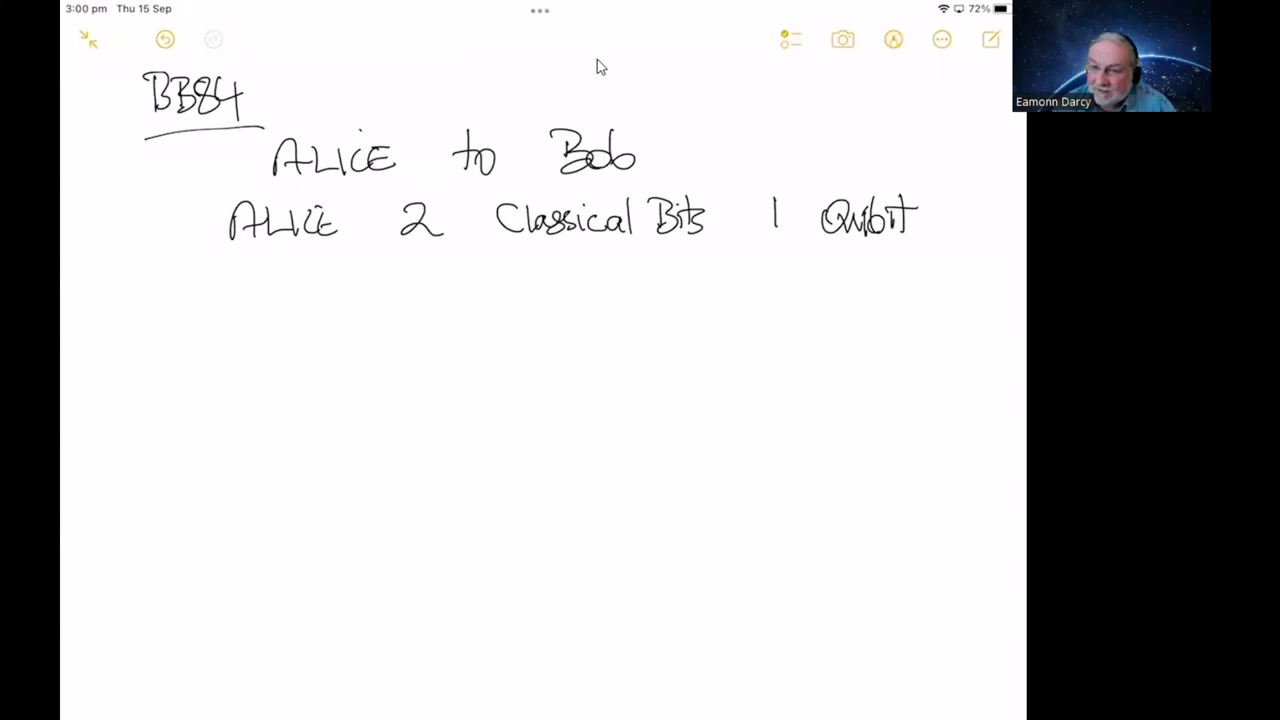 3:00 pm Thu 15 Sep
72%
Eamonn Darcy
BB84
ALICE to Bob
ALICE 2 Classical Bits 1 Qubit